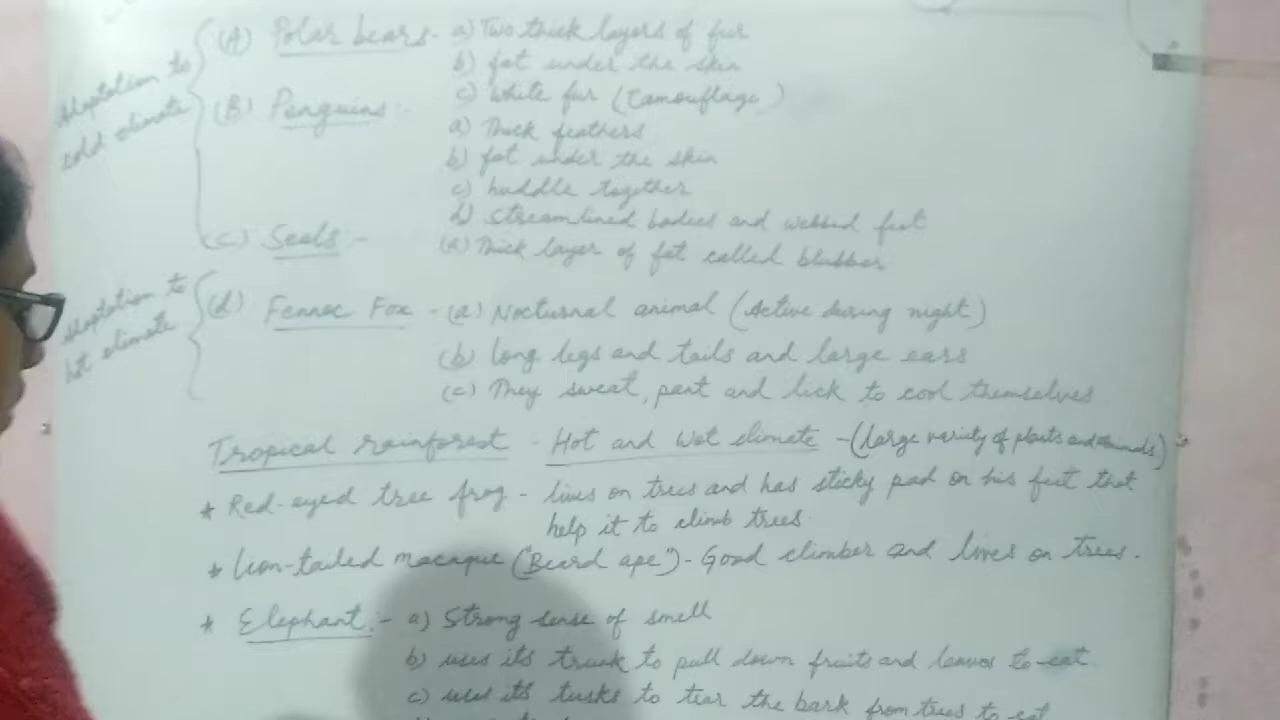 Adaptation to cold climate
(A) Polar bears - a) Two thick layers of fur
b) fat under the skin
c) White fur (Camouflage)
(B) Penguins :-
a) Thick feathers
b) fat under the skin
c) huddle together
d) streamlined bodies and webbed feet
(C) Seals - (a) Thick layer of fat called blubber
Adaptation to hot climate
(d) Fennec Fox - (a) Nocturnal animal (Active during night)
(b) long legs and tails and large ears
(c) They sweat, pant and lick to cool themselves
Tropical rainforest - Hot and Wet climate - (large variety of plants and animals)
* Red-eyed tree frog - lives on trees and has sticky pad on his feet that
help it to climb trees.
* Lion-tailed macaque ("Beard ape") - Good climber and lives on trees.
* Elephant :- a) Strong sense of smell
b) uses its trunk to pull down fruits and leaves to eat
c) uses its tusks to tear the bark from trees to eat